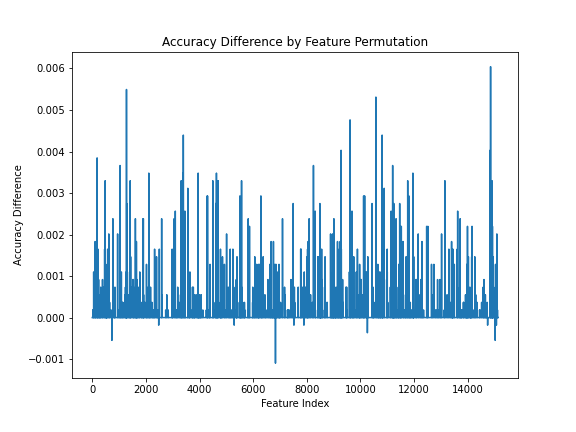 Accuracy Difference by Feature Permutation
0.006
0.005
0.004
0.003
0.002
0.001
0.000
−0.001
Accuracy Difference
0 2000 4000 6000 8000 10000 12000 14000
Feature Index